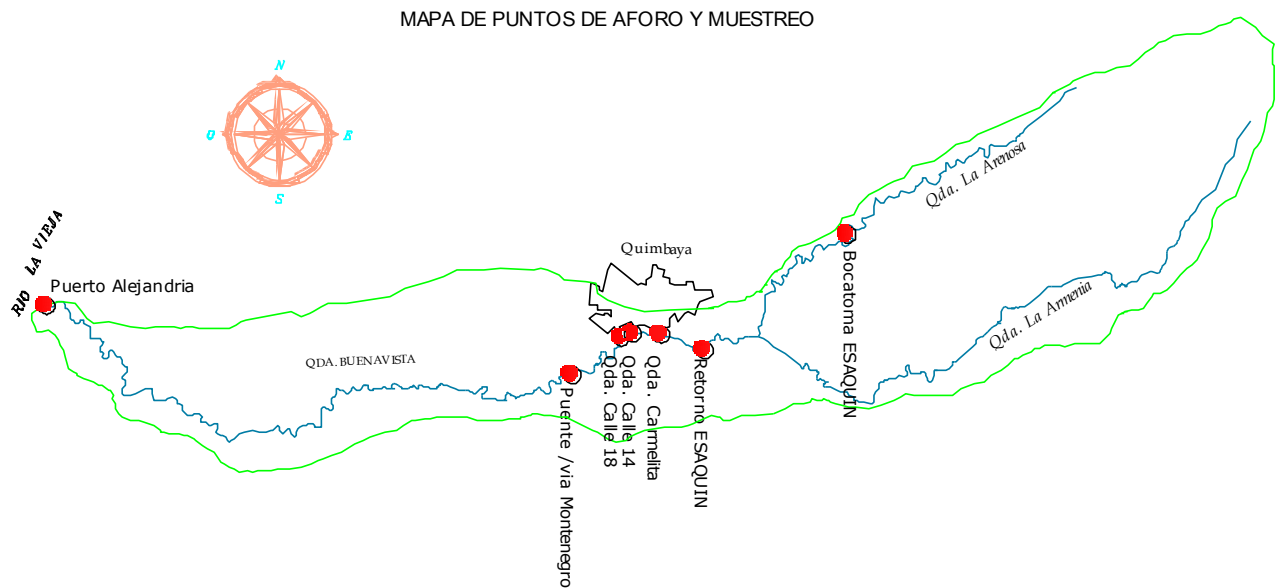 MAPA DE PUNTOS DE AFORO Y MUESTREO
N
O
E
S
RIO LA VIEJA
Puerto Alejandria
Quimbaya
Qda. La Arenosa
Bocatoma ESAQUIN
Qda. La Armenia
QDA. BUENAVISTA
Puente /via Montenegro
Qda. Calle 18
Qda. Calle 14
Qda. Carmelita
Retorno ESAQUIN